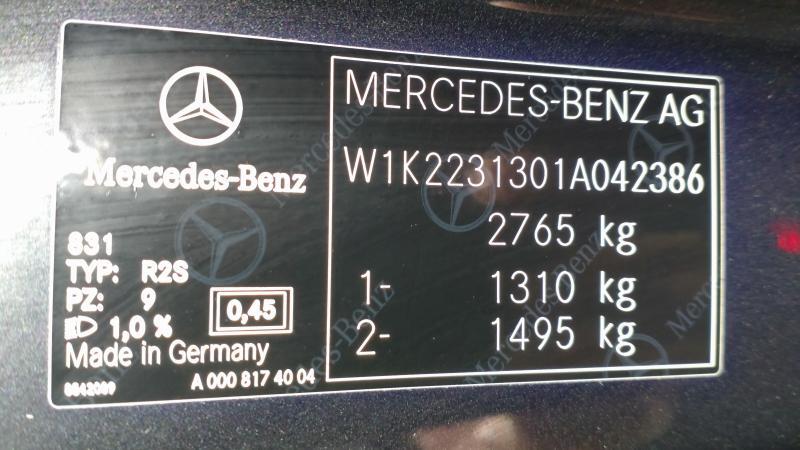 Mercedes-Benz
831
TYP: R2S
PZ: 9
1,0 %
0,45
Made in Germany
8842089 A 000 817 40 04
MERCEDES-BENZ AG
W1K2231301A042386
2765 kg
1- 1310 kg
2- 1495 kg